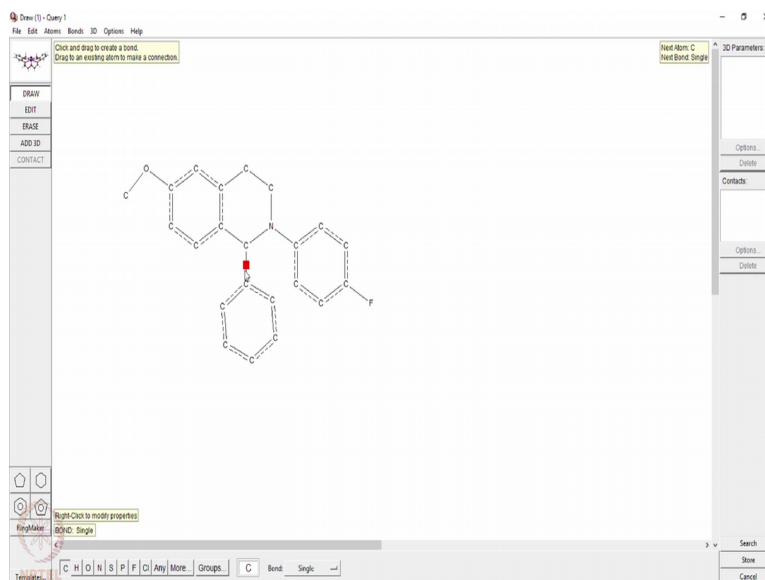 Draw (1) - Query 1
File Edit Atoms Bonds 3D Options Help
Click and drag to create a bond.
Drag to an existing atom to make a connection.
Next Atom: C
Next Bond: Single
3D Parameters:
DRAW
EDIT
ERASE
ADD 3D
CONTACT
Options...
Delete
Contacts:
Options...
Delete
O C C C
C C C C
C C C N C C
C C C C C
C C C
C C F
C C
C C
C
Right-Click to modify properties
BOND: Single
RingMaker
Templates...
C H O N S P F Cl Any More... Groups... C Bond: Single
Search
Store
Cancel
NPTEL